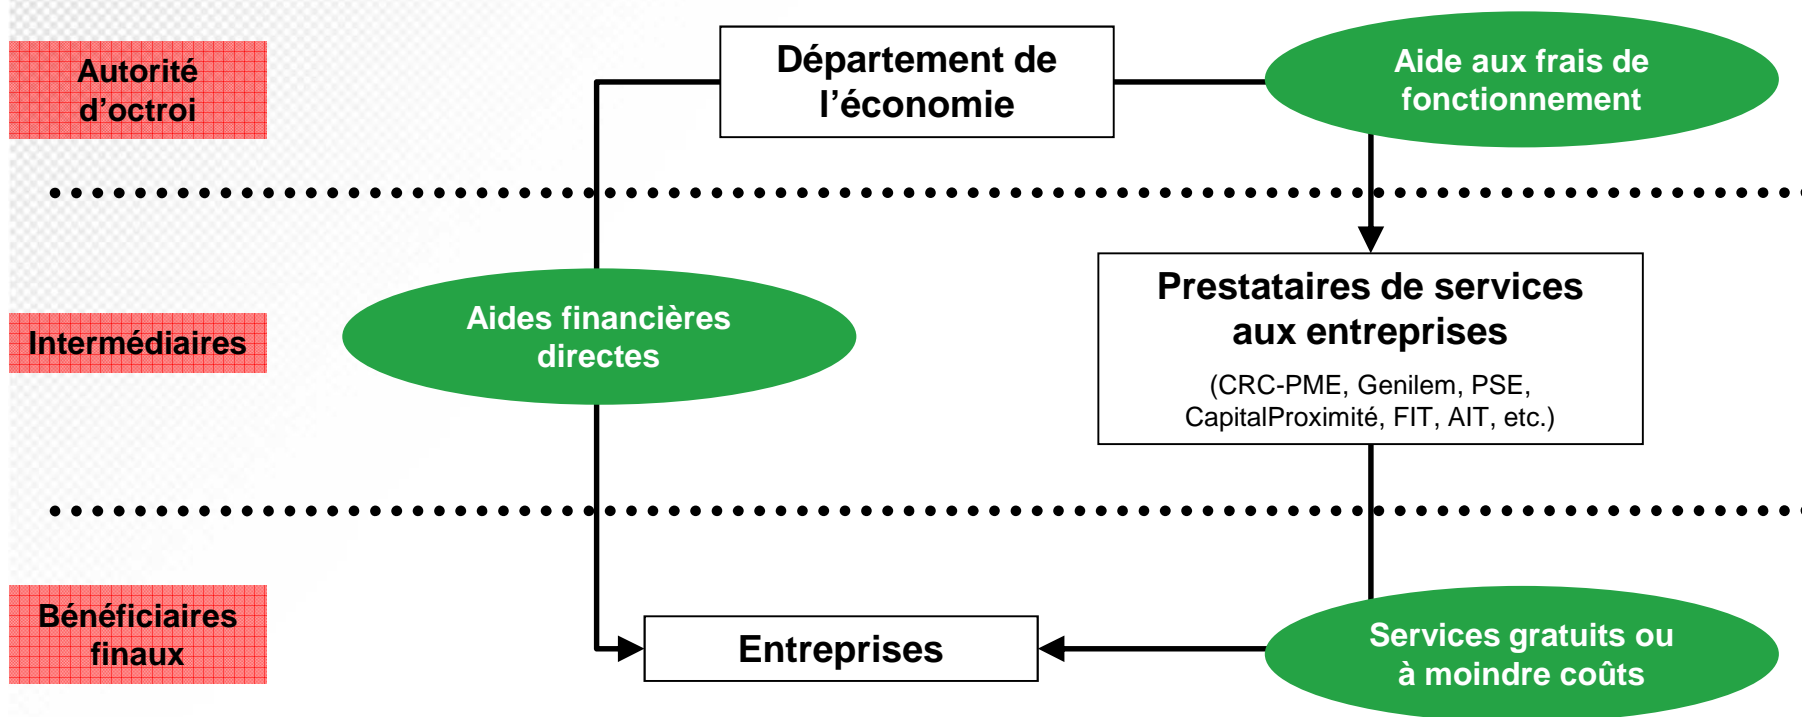 Autorité
d’octroi
Département de
l’économie
Aide aux frais de
fonctionnement
Intermédiaires
Aides financières
directes
Prestataires de services
aux entreprises
(CRC-PME, Genilem, PSE,
CapitalProximité, FIT, AIT, etc.)
Bénéficiaires
finaux
Entreprises
Services gratuits ou
à moindre coûts